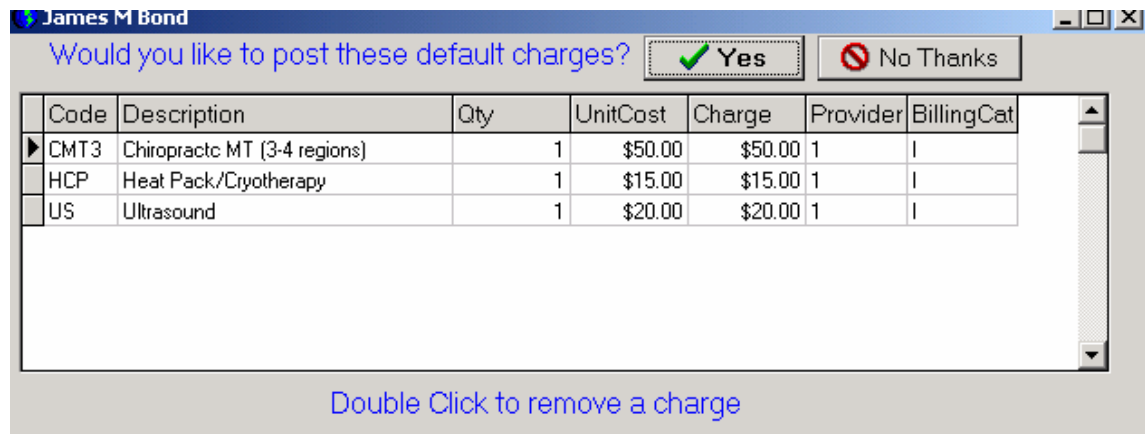 James M Bond
Would you like to post these default charges? Yes No Thanks
Code Description Qty UnitCost Charge Provider BillingCat
CMT3 Chiropractc MT (3-4 regions) 1 $50.00 $50.00 1 I
HCP Heat Pack/Cryotherapy 1 $15.00 $15.00 1 I
US Ultrasound 1 $20.00 $20.00 1 I
Double Click to remove a charge